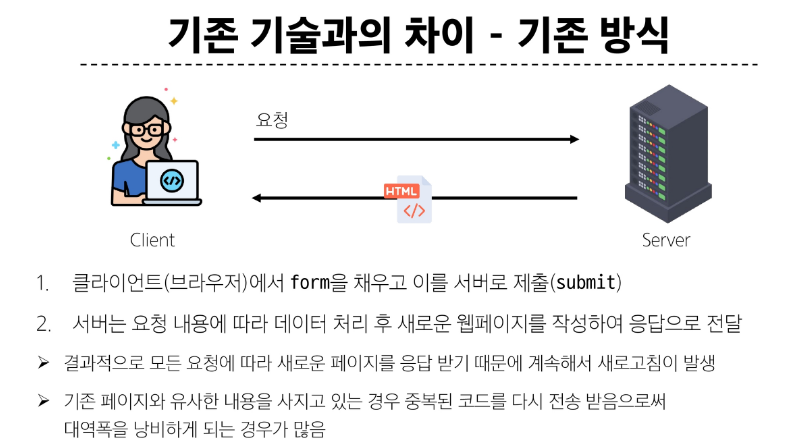 기존 기술과의 차이 - 기존 방식
요청
HTML
</>
</>
Client
Server
1. 클라이언트(브라우저)에서 form을 채우고 이를 서버로 제출(submit)
2. 서버는 요청 내용에 따라 데이터 처리 후 새로운 웹페이지를 작성하여 응답으로 전달
➢ 결과적으로 모든 요청에 따라 새로운 페이지를 응답 받기 때문에 계속해서 새로고침이 발생
➢ 기존 페이지와 유사한 내용을 사지고 있는 경우 중복된 코드를 다시 전송 받음으로써
대역폭을 낭비하게 되는 경우가 많음